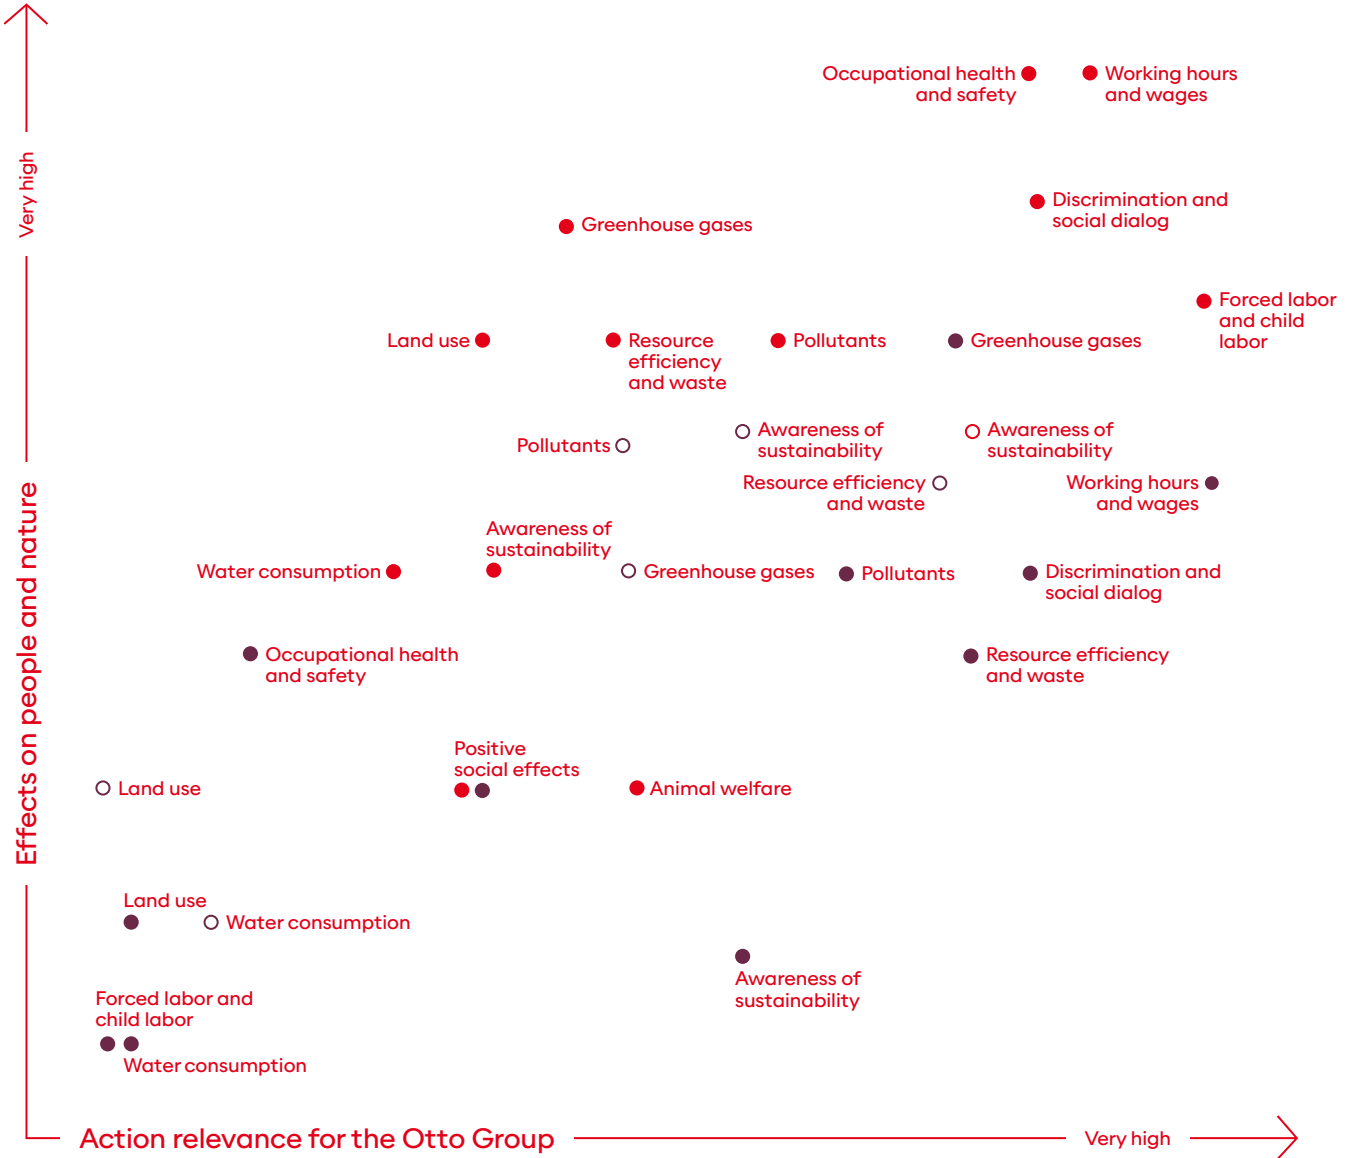 Occupational health
and safety
Working hours
and wages
Very high
Discrimination and
social dialog
Greenhouse gases
Forced labor
and child
labor
Land use
Resource
efficiency
and waste
Pollutants
Greenhouse gases
Pollutants
Awareness of
sustainability
Awareness of
sustainability
Resource efficiency
and waste
Working hours
and wages
Effects on people and nature
Awareness of
sustainability
Water consumption
Greenhouse gases
Pollutants
Discrimination and
social dialog
Occupational health
and safety
Resource efficiency
and waste
Positive
social effects
Land use
Animal welfare
Land use
Water consumption
Awareness of
sustainability
Forced labor and
child labor
Water consumption
Action relevance for the Otto Group
Very high